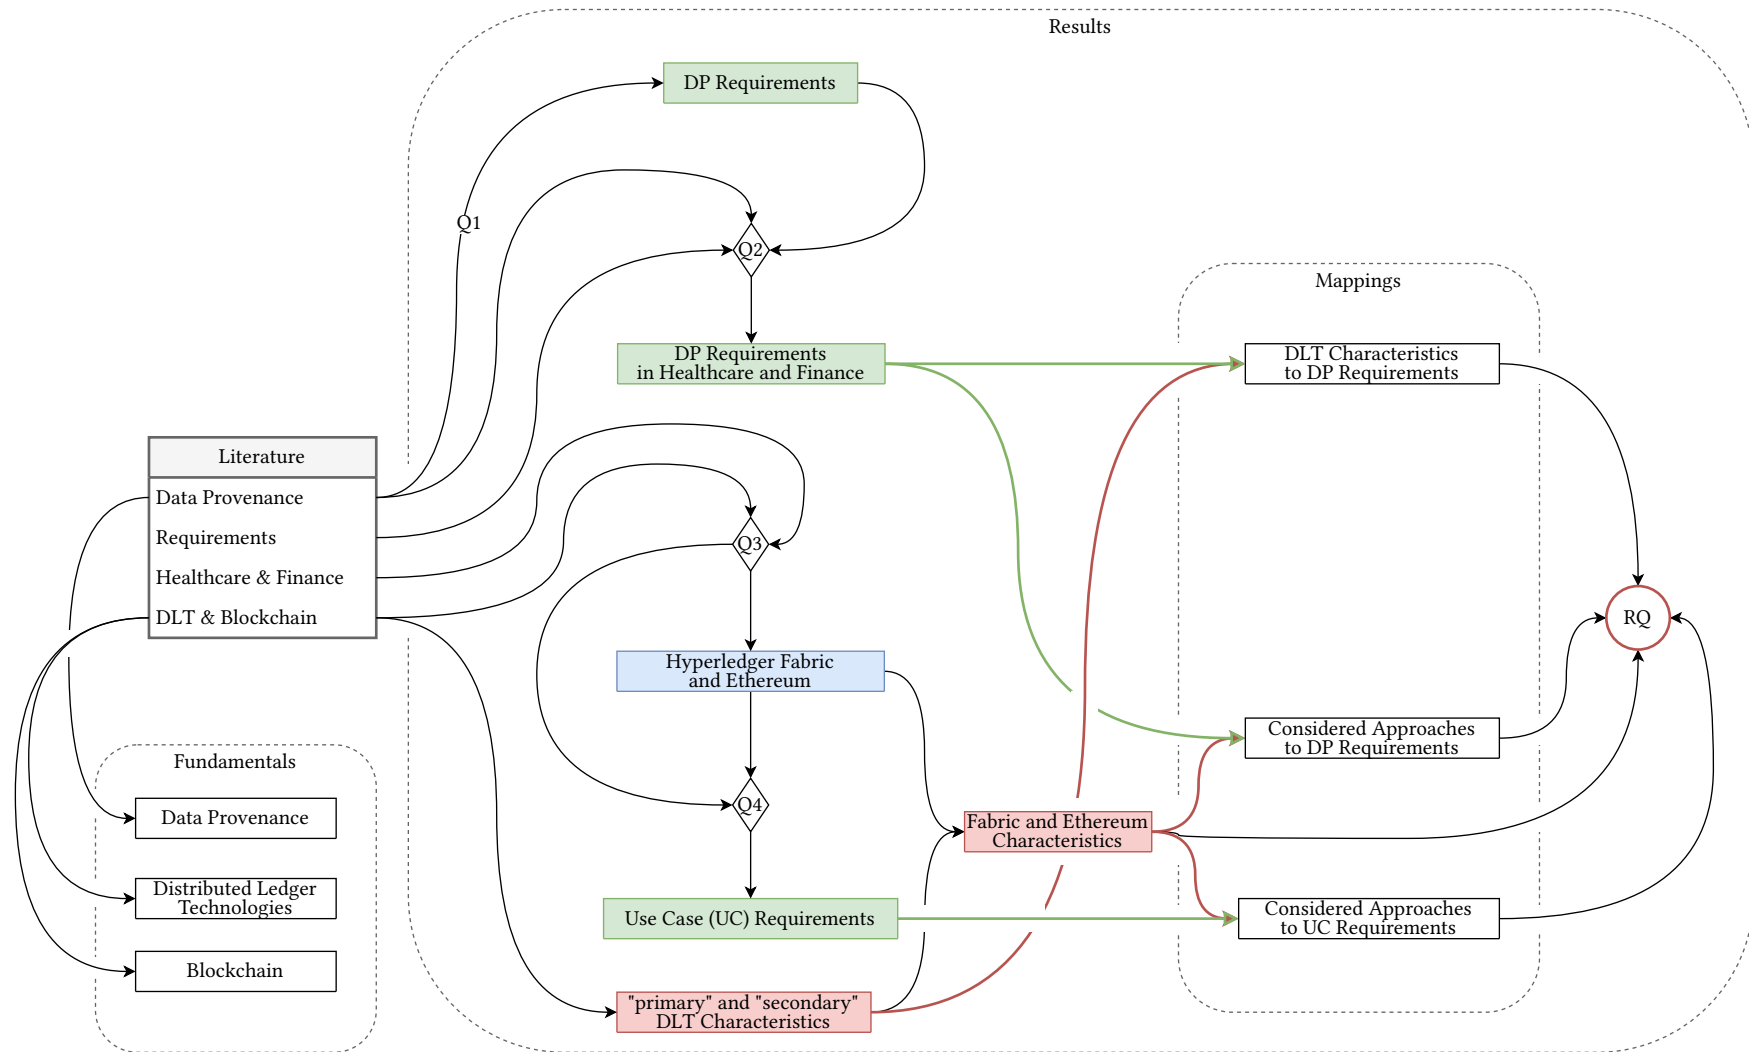 Results
DP Requirements
Q1
Q2
Mappings
DP Requirements
in Healthcare and Finance
DLT Characteristics
to DP Requirements
Literature
Data Provenance
Requirements
Healthcare & Finance
DLT & Blockchain
Q3
RQ
Hyperledger Fabric
and Ethereum
Considered Approaches
to DP Requirements
Fundamentals
Data Provenance
Distributed Ledger
Technologies
Blockchain
Q4
Fabric and Ethereum
Characteristics
Use Case (UC) Requirements
Considered Approaches
to UC Requirements
"primary" and "secondary"
DLT Characteristics